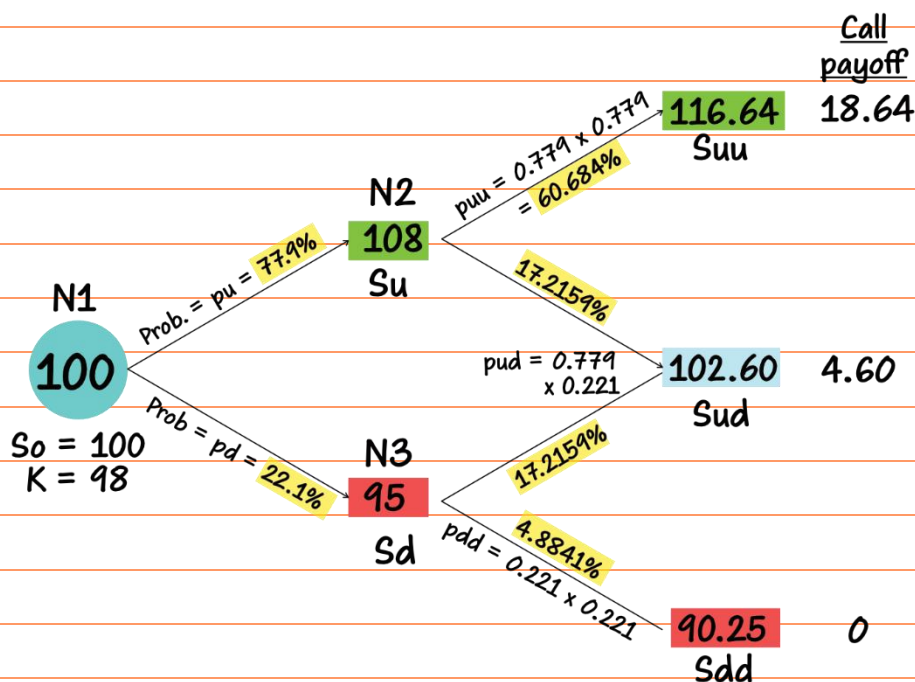 Call
payoff
116.64
18.64
Suu
puu = 0.779 x 0.779
= 60.684%
N2
108
Su
Prob. = pu = 77.9%
17.2159%
N1
100
So = 100
K = 98
pud = 0.779
x 0.221
102.60
4.60
Sud
Prob = pd = 22.1%
N3
95
Sd
17.2159%
4.8841%
pdd = 0.221 x 0.221
90.25
0
Sdd